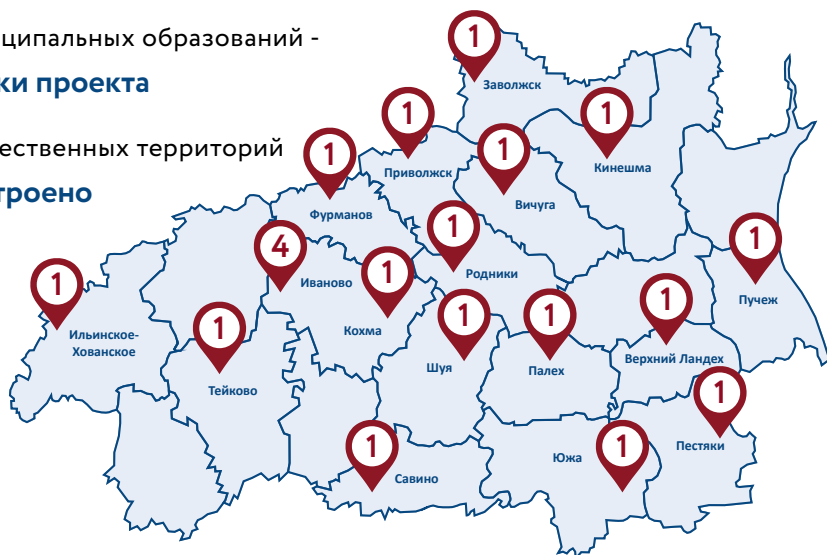 ципальных образований -
ки проекта
ественных территорий
троено
1
Заволжск
1
Кинешма
1
Приволжск
1
Вичуга
1
Фурманов
1
Родники
4
Иваново
1
Кохма
1
Пучеж
1
Ильинское-
Хованское
1
Тейково
1
Шуя
1
Палех
1
Верхний Ландех
1
Пестяки
1
Южа
1
Савино